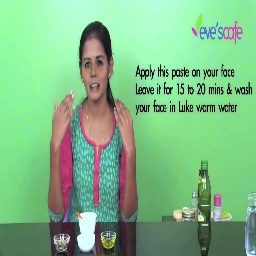 eve'scafe
Apply this paste on your face
Leave it for 15 to 20 mins & wash
your face in Luke warm water